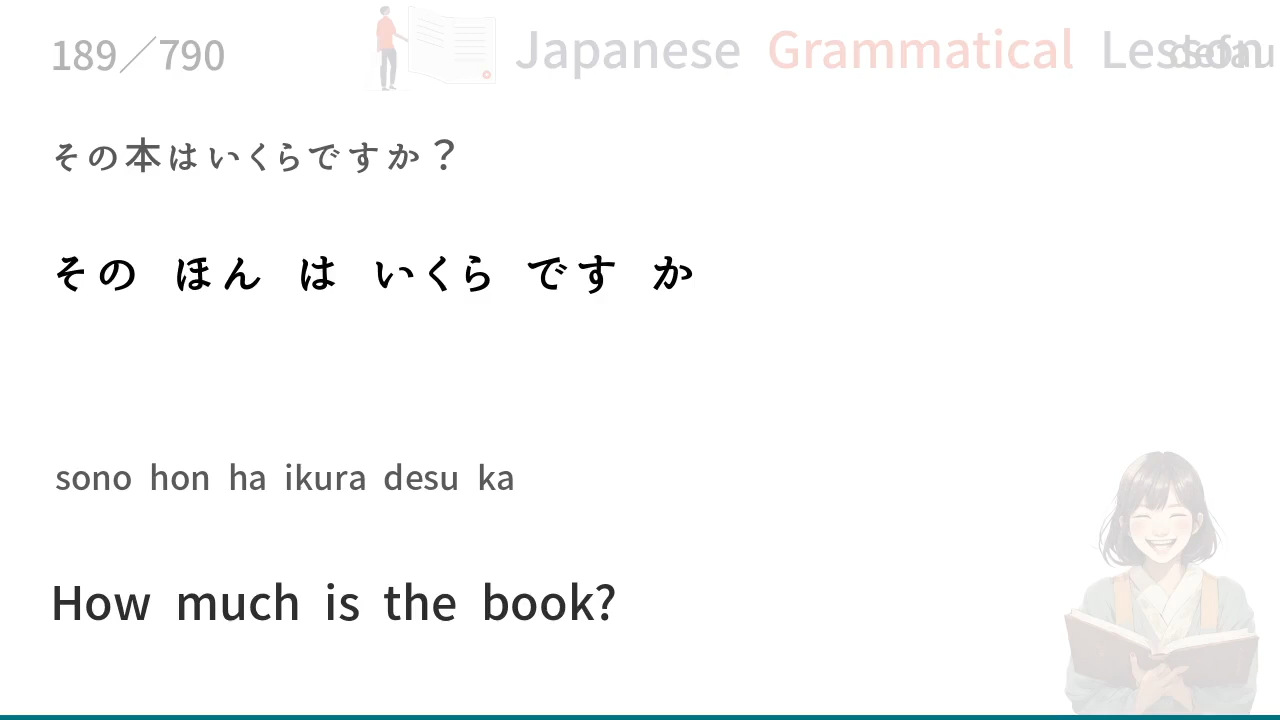 189／790
Japanese Grammatical Lesson
その本はいくらですか？
その ほん は いくら です か
sono hon ha ikura desu ka
How much is the book?